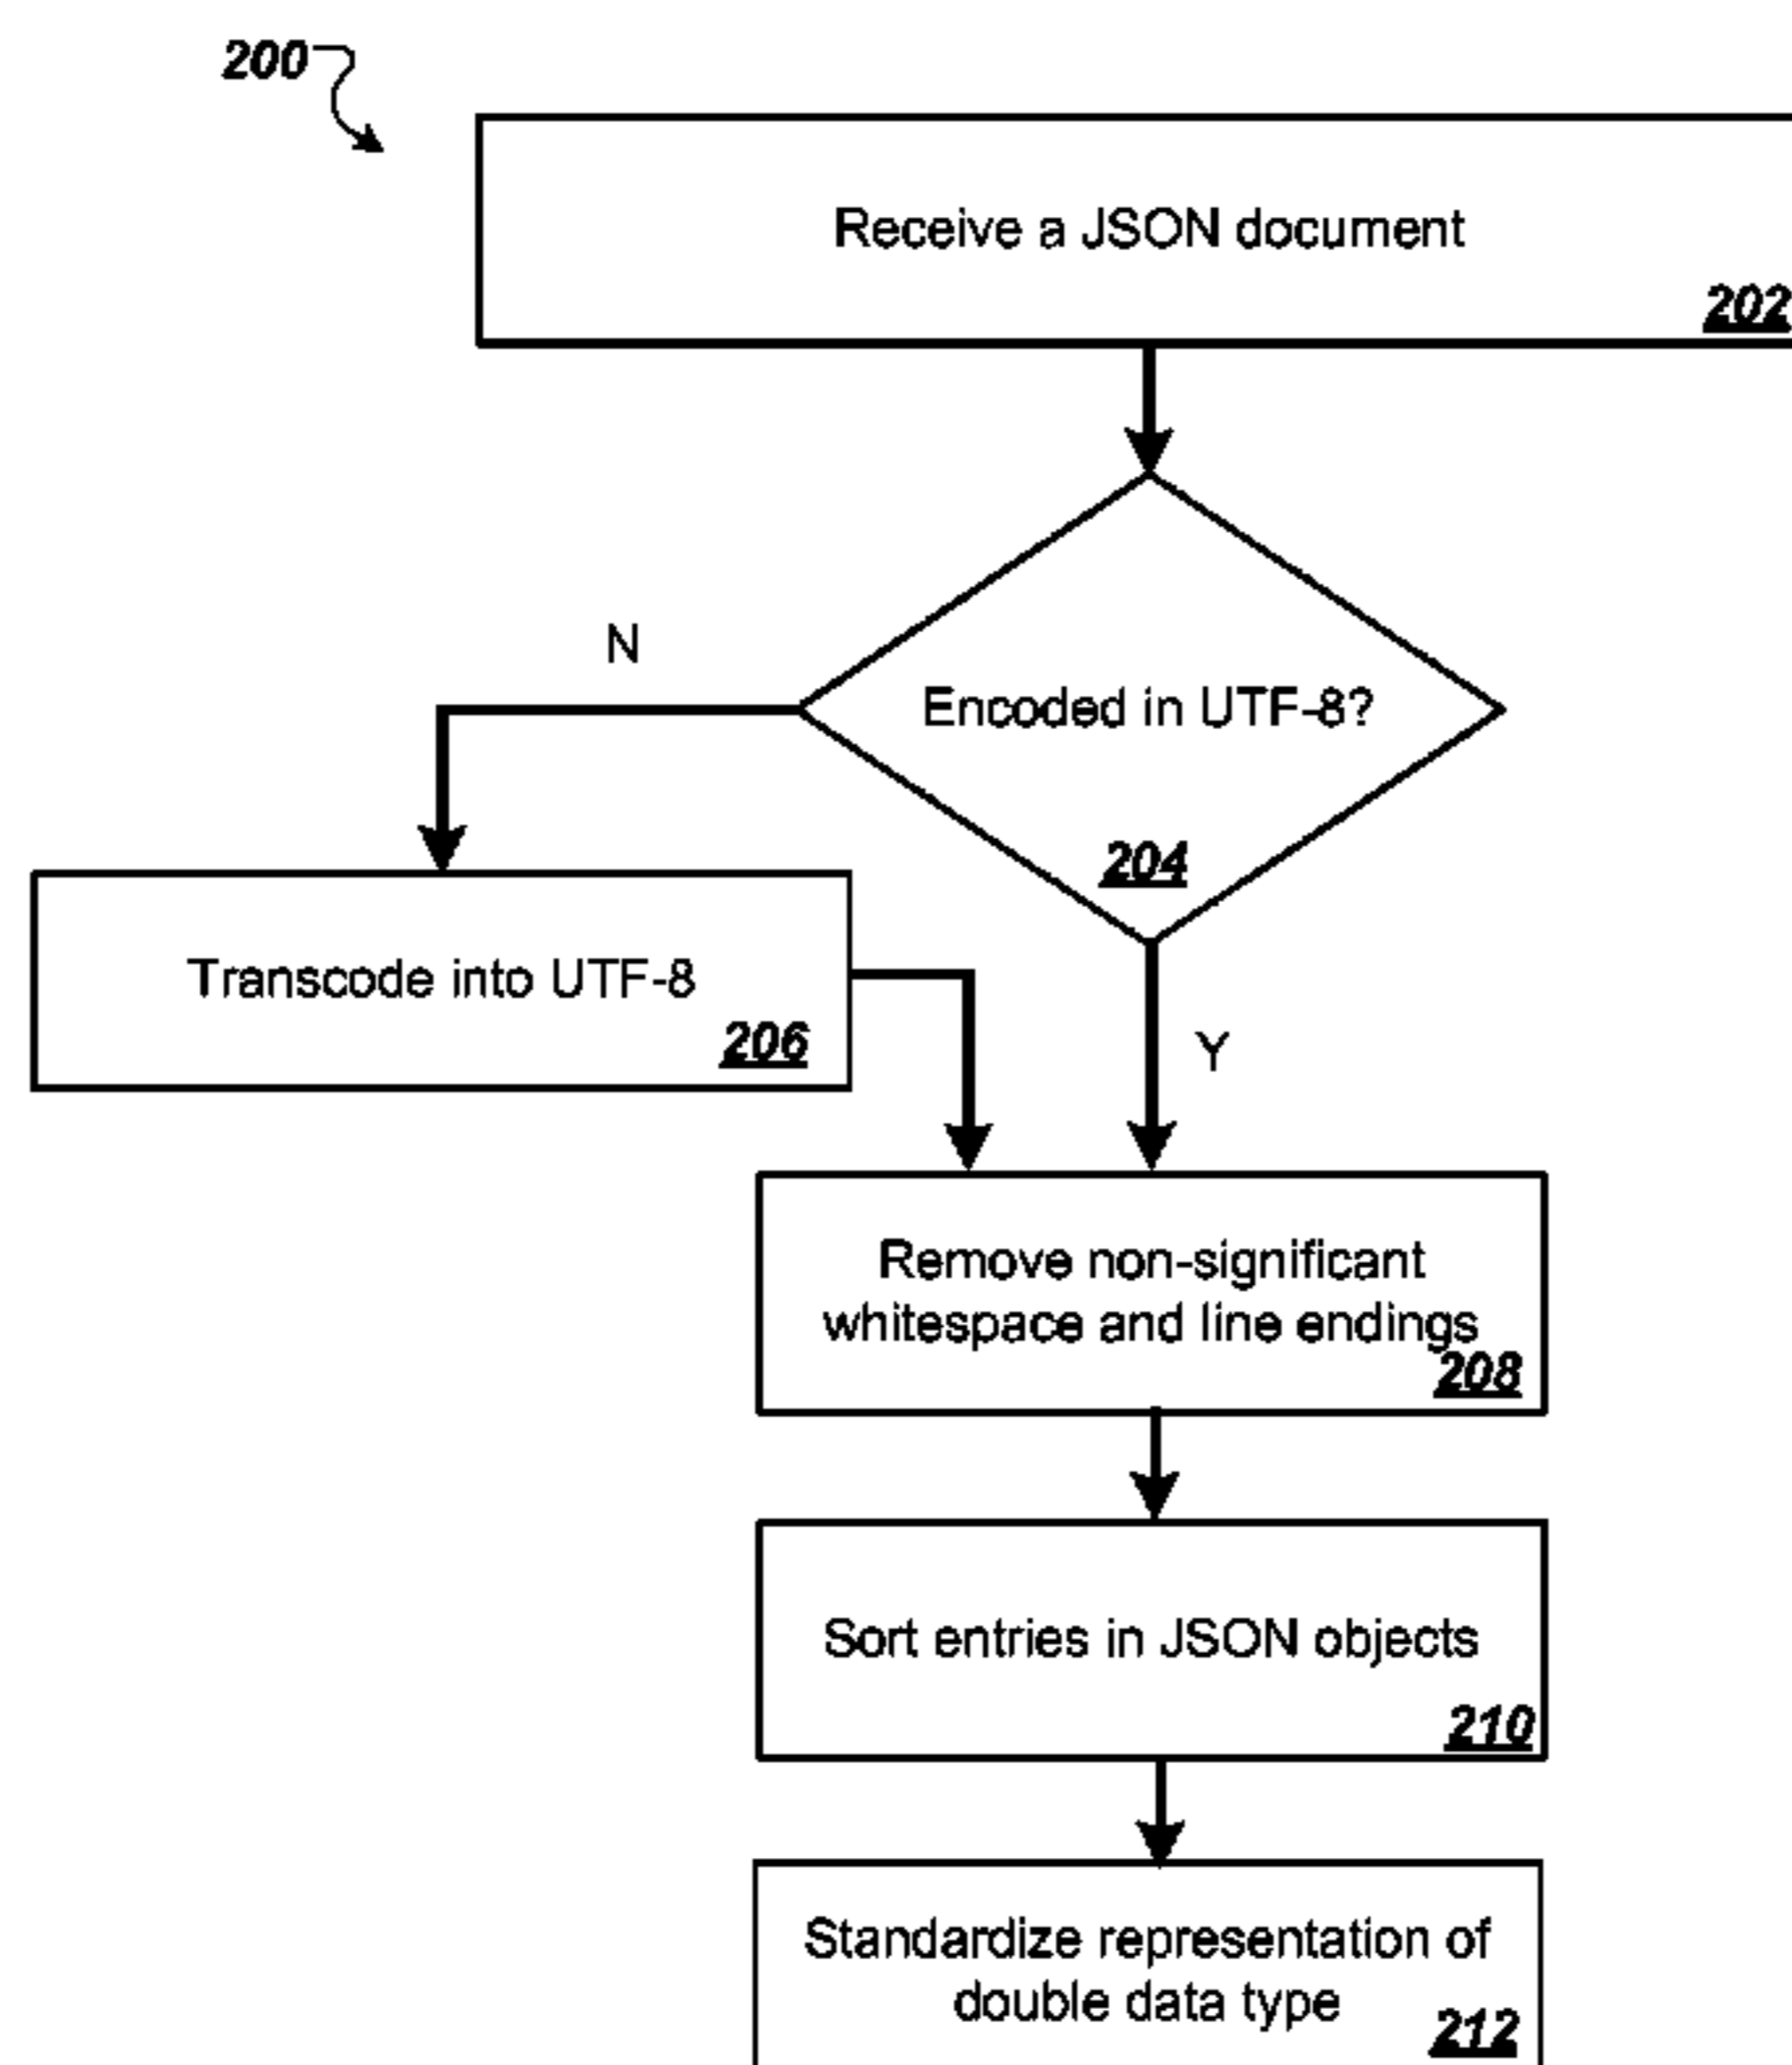 200
Receive a JSON document
202
N
Encoded in UTF-8?
204
Transcode into UTF-8
206
Y
Remove non-significant
whitespace and line endings
208
Sort entries in JSON objects
210
Standardize representation of
double data type
212